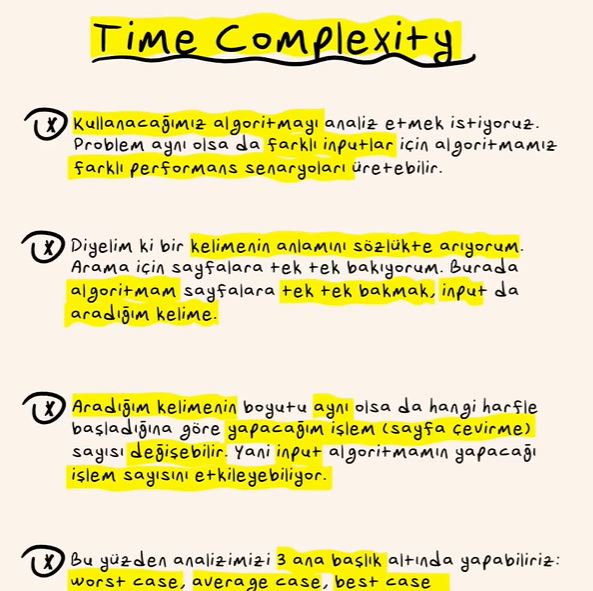 Time Complexity
Kullanacağımız algoritmayı analiz etmek istiyoruz.
Problem aynı olsa da farklı inputlar için algoritmamız
farklı performans senaryoları üretebilir.
Diyelim ki bir kelimenin anlamını sözlükte arıyorum.
Arama için sayfalara tek tek bakıyorum. Burada
algoritmam sayfalara tek tek bakmak, input da
aradığım kelime.
Aradığım kelimenin boyutu aynı olsa da hangi harfle
başladığına göre yapacağım işlem (sayfa çevirme)
sayısı değişebilir. Yani input algoritmamın yapacağı
işlem sayısını etkileyebiliyor.
Bu yüzden analizimizi 3 ana başlık altında yapabiliriz:
worst case, average case, best case